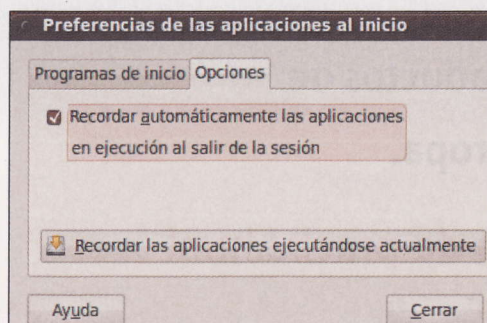 Preferencias de las aplicaciones al inicio
Programas de inicio Opciones
Recordar automáticamente las aplicaciones
en ejecución al salir de la sesión
Recordar las aplicaciones ejecutándose actualmente
Ayuda Cerrar